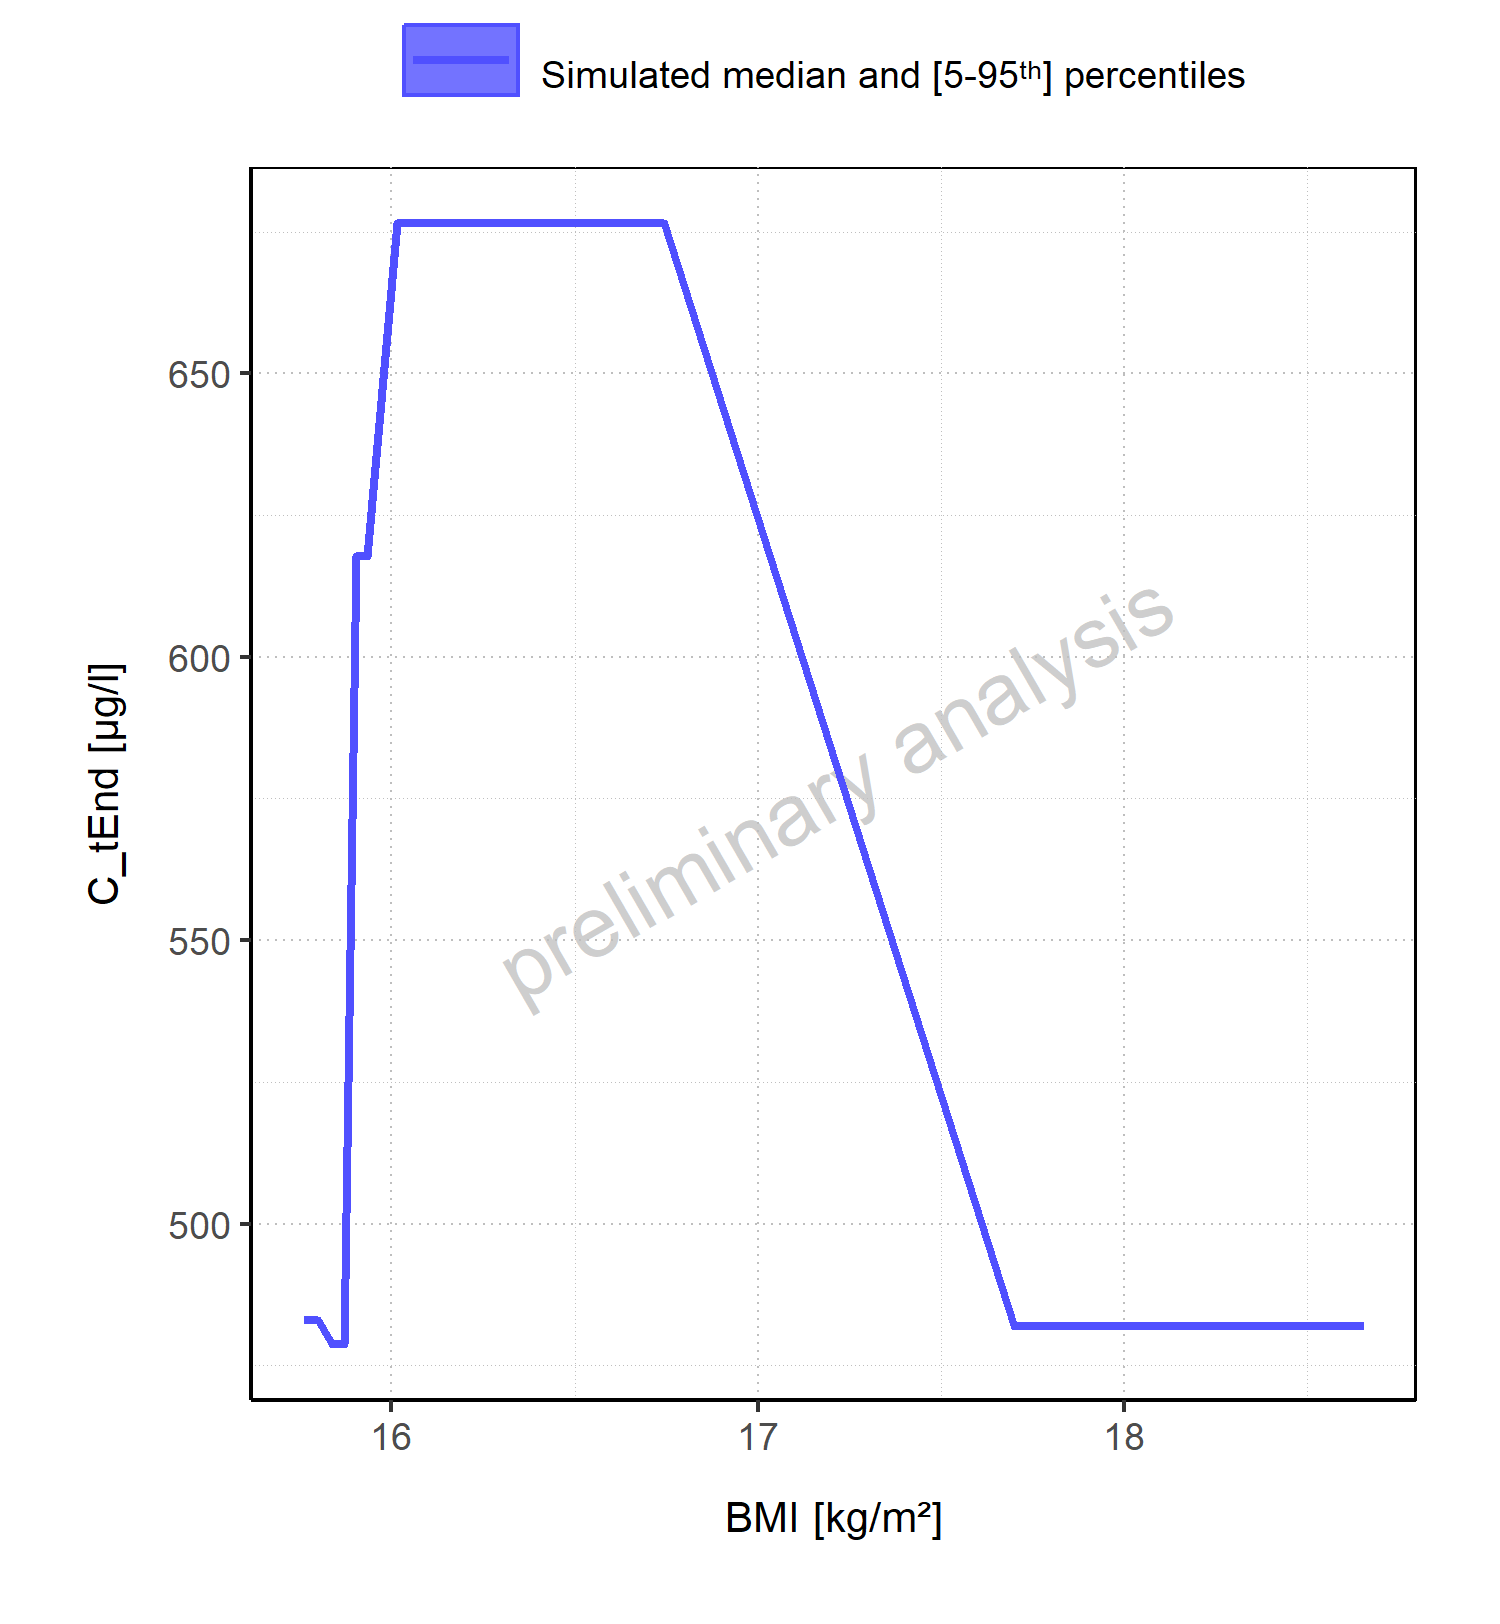 Simulated median and [5-95ᵗʰ] percentiles
650
600
550
500
C_tEnd [µg/l]
preliminary analysis
16 17 18
BMI [kg/m²]